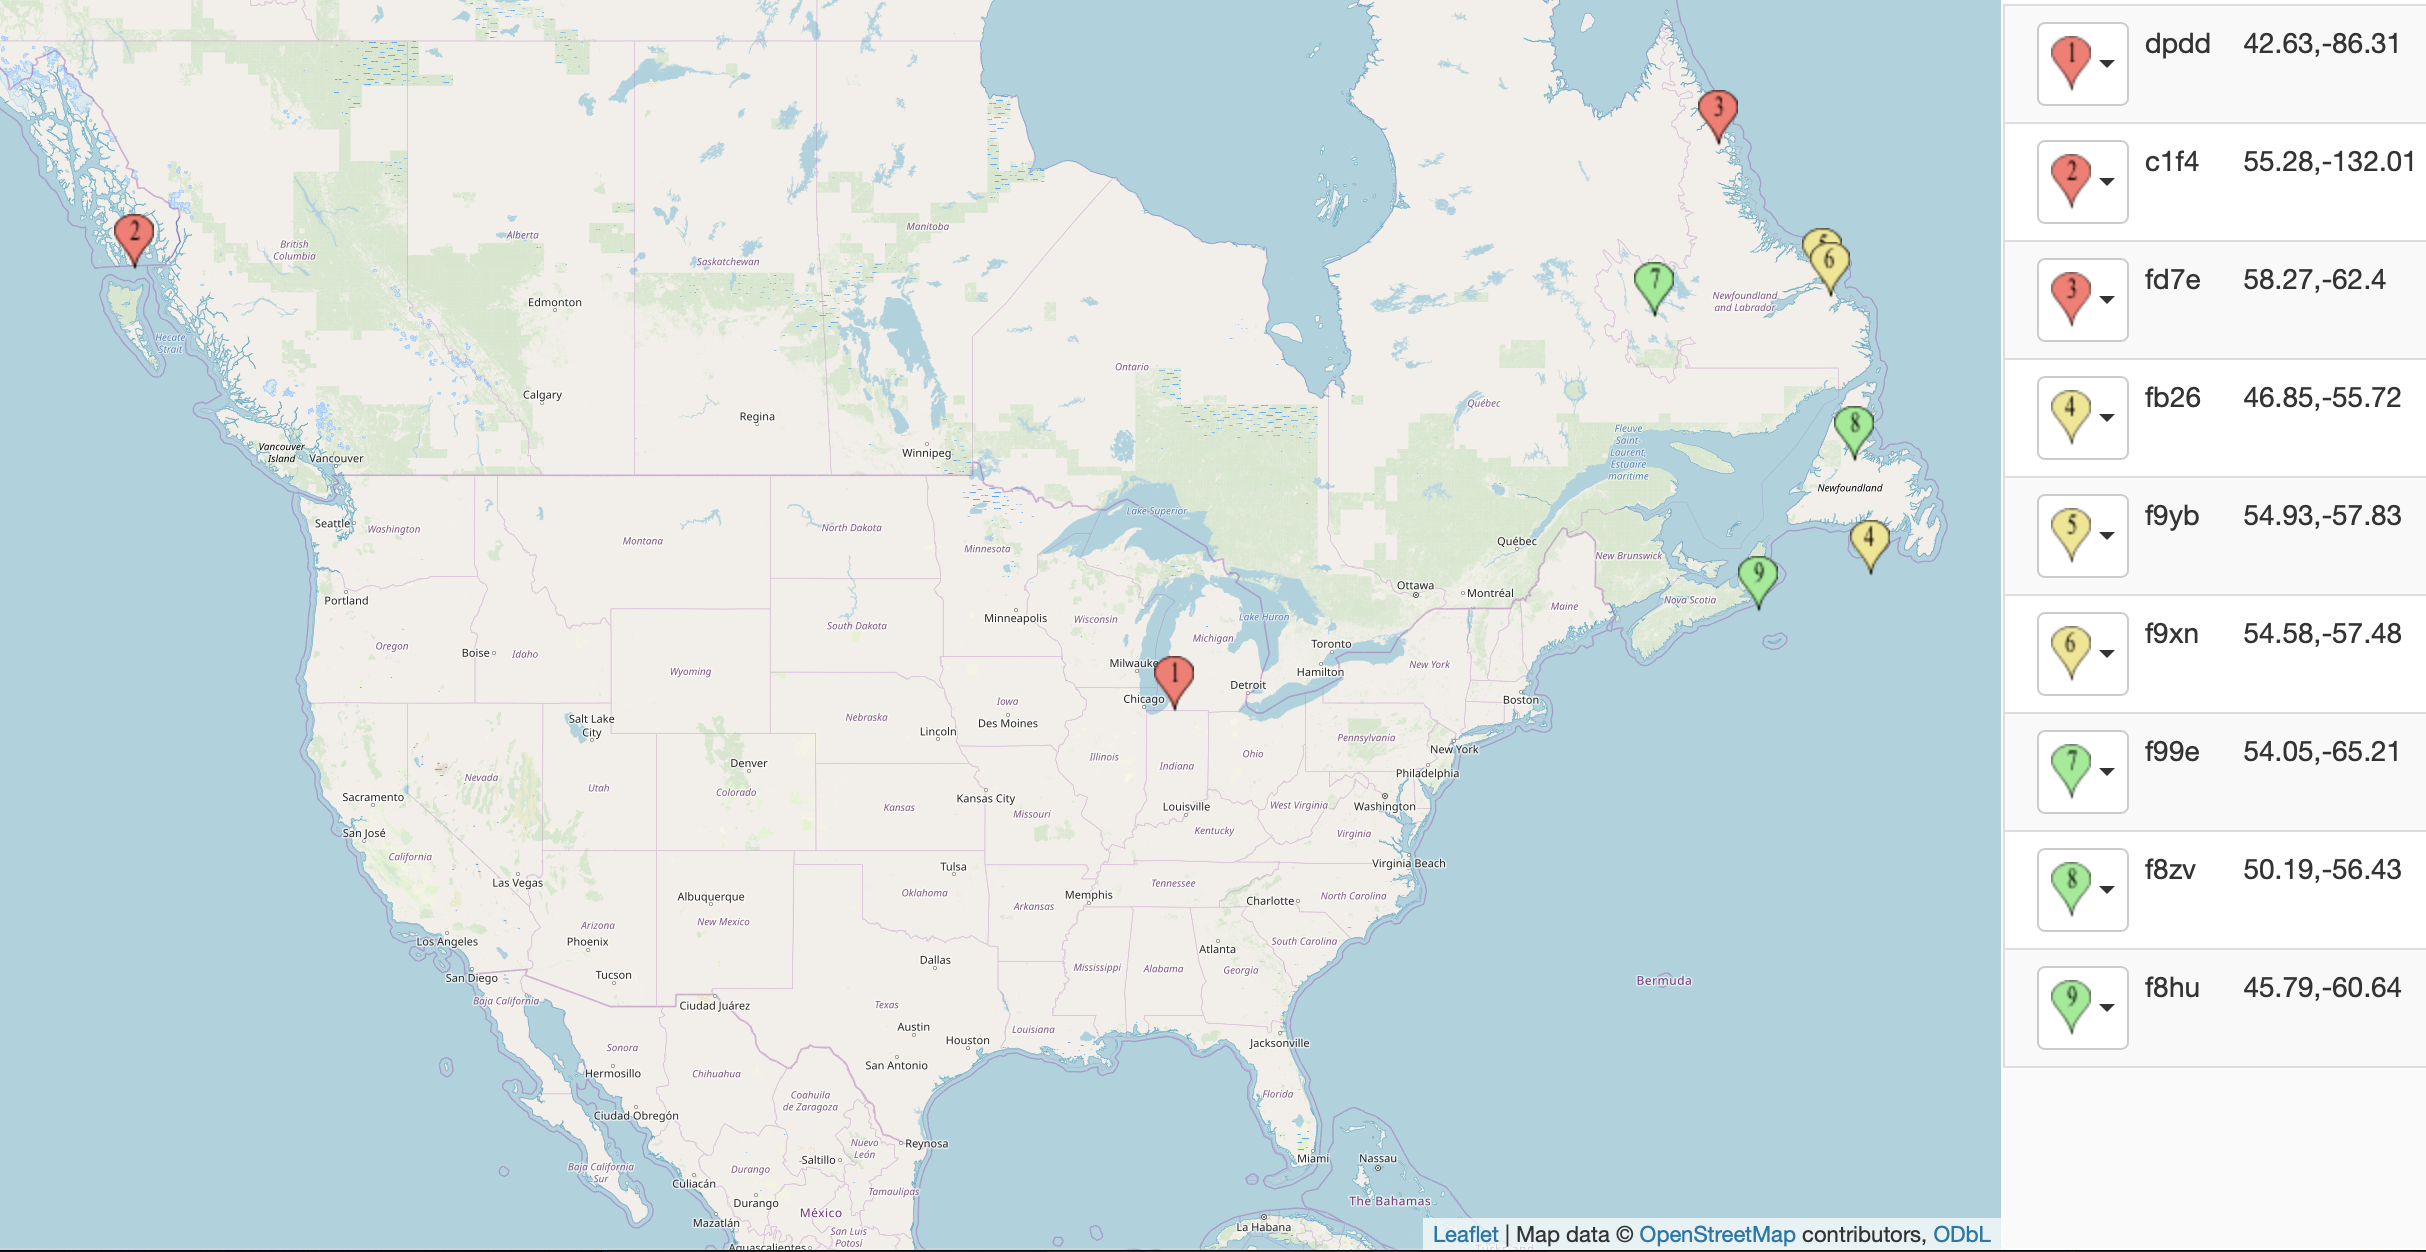 British
Columbia
Alberta
Saskatchewan
Manitoba
Edmonton
Calgary
Regina
Winnipeg
Ontario
Québec
Newfoundland
and Labrador
Hecate
Strait
Vancouver
Island
Vancouver
Fleuve
Saint-
Laurent,
Estuaire
maritime
Newfoundland
Lake Superior
Seattle
Washington
Montana
North Dakota
Minnesota
Québec
New Brunswick
Ottawa
Montréal
Portland
Maine
Nova Scotia
Minneapolis
Wisconsin
Lake Huron
South Dakota
Michigan
Toronto
Oregon
Boise
Idaho
Wyoming
Milwauke
Hamilton
New York
Detroit
Chicago
Boston
Iowa
Des Moines
Salt Lake
City
Nebraska
Lincoln
Pennsylvania
New York
Illinois
Indiana
Ohio
Denver
Philadelphia
Nevada
Utah
Colorado
Kansas City
Kansas
Missouri
Louisville
West Virginia
Washington
Sacramento
San José
Kentucky
Virginia
California
Virginia Beach
Tulsa
Las Vegas
Albuquerque
Oklahoma
Memphis
Tennessee
Charlotte
North Carolina
Arkansas
Arizona
New Mexico
Los Angeles
Phoenix
Atlanta
South Carolina
Dallas
Mississippi
Alabama
Georgia
San Diego
Tucson
Bermuda
Baja California
Ciudad Juárez
Texas
Austin
Louisiana
Houston
Jacksonville
Sonora
San Antonio
Hermosillo
Chihuahua
Coahuila
de Zaragoza
Florida
Ciudad Obregón
Nuevo
León
Reynosa
Saltillo
Miami
Nassau
Baja California
Sur
Durango
Culiacán
Tamaulipas
Durango
México
The Bahamas
Mazatlán
San Luis
Potosí
La Habana
Aguascalientes
1
2
3
5
6
7
8
4
9
Leaflet | Map data © OpenStreetMap contributors, ODbL
1 dpdd 42.63,-86.31
2 c1f4 55.28,-132.01
3 fd7e 58.27,-62.4
4 fb26 46.85,-55.72
5 f9yb 54.93,-57.83
6 f9xn 54.58,-57.48
7 f99e 54.05,-65.21
8 f8zv 50.19,-56.43
9 f8hu 45.79,-60.64